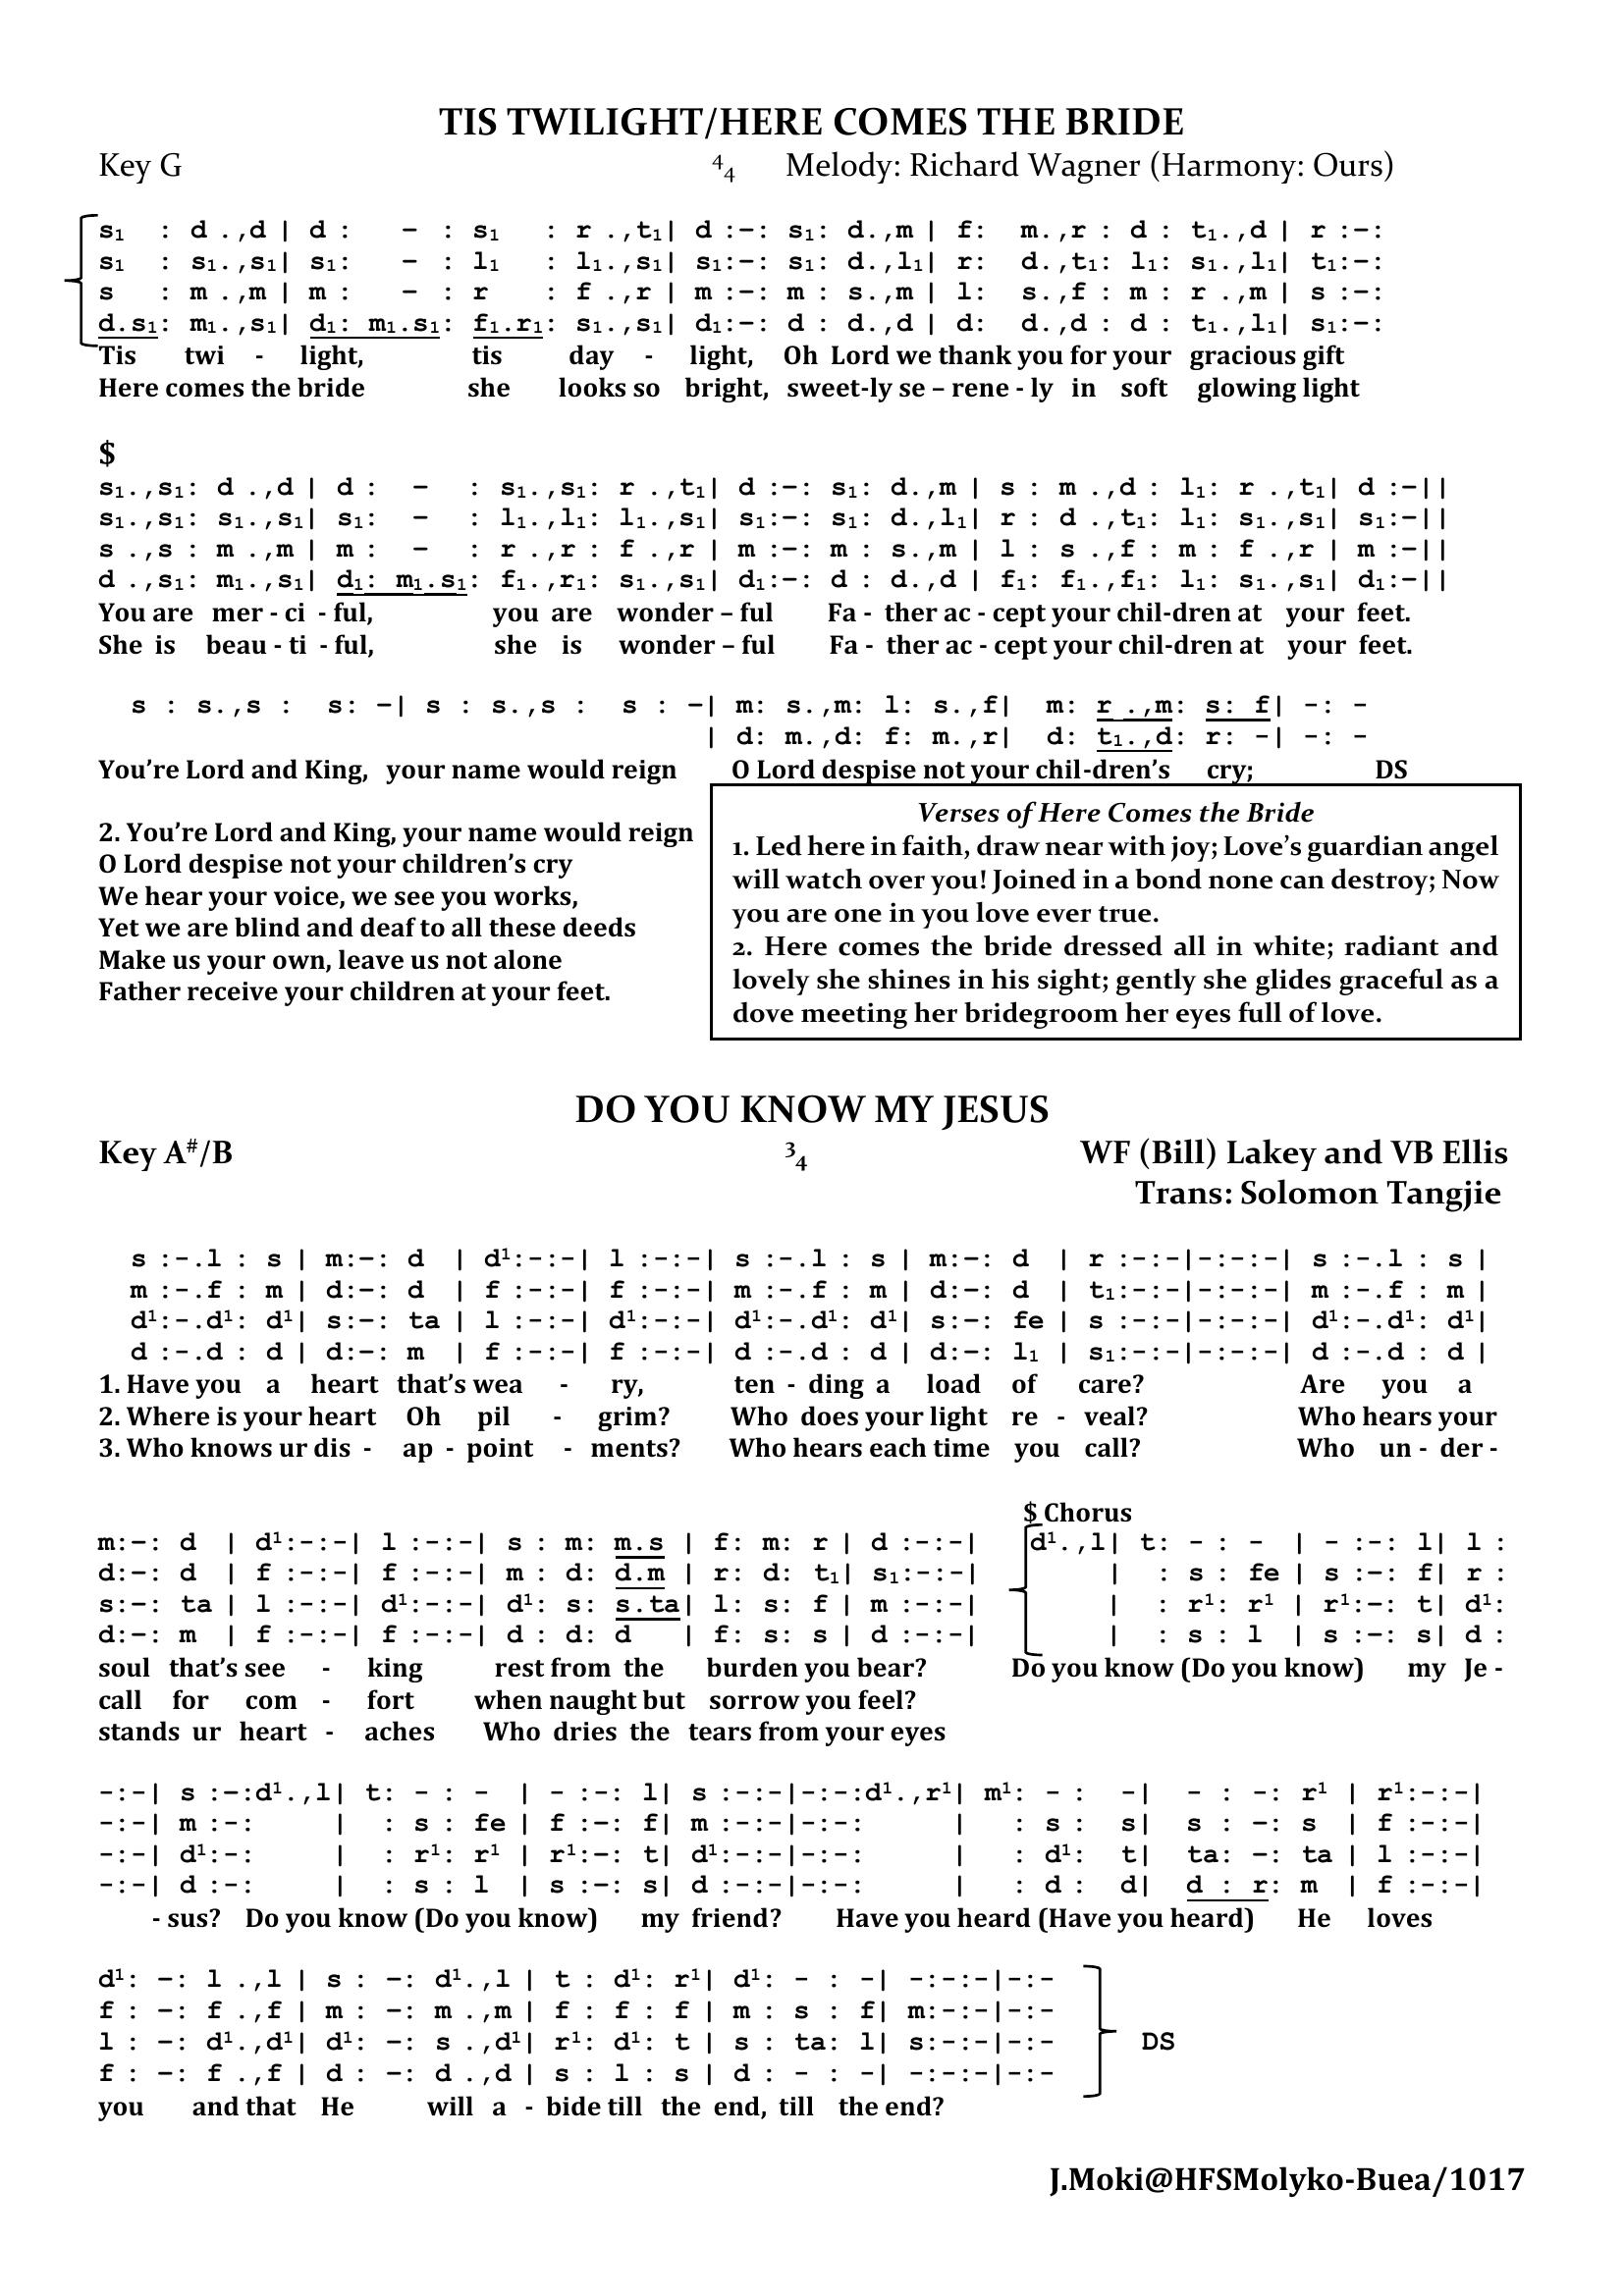 TIS TWILIGHT/HERE COMES THE BRIDE
Key G 4/4 Melody: Richard Wagner (Harmony: Ours)
s₁ : d .,d | d : – : s₁ : r .,t₁| d :–: s₁: d.,m | f: m.,r : d : t₁.,d | r :–:
s₁ : s₁.,s₁| s₁: – : l₁ : l₁.,s₁| s₁:–: s₁: d.,l₁| r: d.,t₁: l₁: s₁.,l₁| t₁:–:
s : m .,m | m : – : r : f .,r | m :–: m : s.,m | l: s.,f : m : r .,m | s :–:
d.s₁: m₁.,s₁| d₁: m₁.s₁: f₁.r₁: s₁.,s₁| d₁:–: d : d.,d | d: d.,d : d : t₁.,l₁| s₁:–:
Tis twi - light, tis day - light, Oh Lord we thank you for your gracious gift
Here comes the bride she looks so bright, sweet-ly se – rene - ly in soft glowing light
$
s₁.,s₁: d .,d | d : – : s₁.,s₁: r .,t₁| d :–: s₁: d.,m | s : m .,d : l₁: r .,t₁| d :–||
s₁.,s₁: s₁.,s₁| s₁: – : l₁.,l₁: l₁.,s₁| s₁:–: s₁: d.,l₁| r : d .,t₁: l₁: s₁.,s₁| s₁:–||
s .,s : m .,m | m : – : r .,r : f .,r | m :–: m : s.,m | l : s .,f : m : f .,r | m :–||
d .,s₁: m₁.,s₁| d₁: m₁.s₁: f₁.,r₁: s₁.,s₁| d₁:–: d : d.,d | f₁: f₁.,f₁: l₁: s₁.,s₁| d₁:–||
You are mer - ci - ful, you are wonder – ful Fa - ther ac - cept your chil-dren at your feet.
She is beau - ti - ful, she is wonder – ful Fa - ther ac - cept your chil-dren at your feet.
s : s.,s : s: –| s : s.,s : s : –| m: s.,m: l: s.,f| m: r .,m: s: f| -: -
| d: m.,d: f: m.,r| d: t₁.,d: r: -| -: -
You’re Lord and King, your name would reign O Lord despise not your chil-dren’s cry; DS
2. You’re Lord and King, your name would reign
O Lord despise not your children’s cry
We hear your voice, we see you works,
Yet we are blind and deaf to all these deeds
Make us your own, leave us not alone
Father receive your children at your feet.
Verses of Here Comes the Bride
1. Led here in faith, draw near with joy; Love’s guardian angel
will watch over you! Joined in a bond none can destroy; Now
you are one in you love ever true.
2. Here comes the bride dressed all in white; radiant and
lovely she shines in his sight; gently she glides graceful as a
dove meeting her bridegroom her eyes full of love.
DO YOU KNOW MY JESUS
Key A#/B 3/4 WF (Bill) Lakey and VB Ellis
Trans: Solomon Tangjie
s :-.l : s | m:–: d | d¹:-:-| l :-:-| s :-.l : s | m:–: d | r :-:-|-:-:-| s :-.l : s |
m :-.f : m | d:–: d | f :-:-| f :-:-| m :-.f : m | d:–: d | t₁:-:-|-:-:-| m :-.f : m |
d¹:-.d¹: d¹| s:–: ta | l :-:-| d¹:-:-| d¹:-.d¹: d¹| s:–: fe | s :-:-|-:-:-| d¹:-.d¹: d¹|
d :-.d : d | d:–: m | f :-:-| f :-:-| d :-.d : d | d:–: l₁ | s₁:-:-|-:-:-| d :-.d : d |
1. Have you a heart that’s wea - ry, ten - ding a load of care? Are you a
2. Where is your heart Oh pil - grim? Who does your light re - veal? Who hears your
3. Who knows ur dis - ap - point - ments? Who hears each time you call? Who un - der -
$ Chorus
m:–: d | d¹:-:-| l :-:-| s : m: m.s | f: m: r | d :-:-| d¹.,l| t: - : - | - :-: l| l :
d:–: d | f :-:-| f :-:-| m : d: d.m | r: d: t₁| s₁:-:-| | : s : fe | s :–: f| r :
s:–: ta | l :-:-| d¹:-:-| d¹: s: s.ta| l: s: f | m :-:-| | : r¹: r¹ | r¹:–: t| d¹:
d:–: m | f :-:-| f :-:-| d : d: d | f: s: s | d :-:-| | : s : l | s :–: s| d :
soul that’s see - king rest from the burden you bear? Do you know (Do you know) my Je -
call for com - fort when naught but sorrow you feel?
stands ur heart - aches Who dries the tears from your eyes
-:-| s :–:d¹.,l| t: - : - | - :-: l| s :-:-|-:-:d¹.,r¹| m¹: - : -| - : -: r¹ | r¹:-:-|
-:-| m :-: | : s : fe | f :–: f| m :-:-|-:-: | : s : s| s : –: s | f :-:-|
-:-| d¹:-: | : r¹: r¹ | r¹:–: t| d¹:-:-|-:-: | : d¹: t| ta: –: ta | l :-:-|
-:-| d :-: | : s : l | s :–: s| d :-:-|-:-: | : d : d| d : r: m | f :-:-|
- sus? Do you know (Do you know) my friend? Have you heard (Have you heard) He loves
d¹: –: l .,l | s : –: d¹.,l | t : d¹: r¹| d¹: - : -| -:-:-|-:-
f : –: f .,f | m : –: m .,m | f : f : f | m : s : f| m:-:-|-:-
l : –: d¹.,d¹| d¹: –: s .,d¹| r¹: d¹: t | s : ta: l| s:-:-|-:- DS
f : –: f .,f | d : –: d .,d | s : l : s | d : - : -| -:-:-|-:-
you and that He will a - bide till the end, till the end?
J.Moki@HFSMolyko-Buea/1017